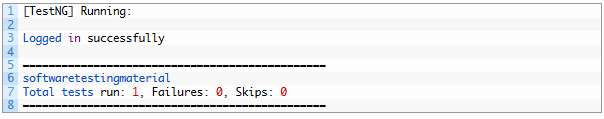 1 [TestNG] Running:
2
3 Logged in successfully
4
5 ===============================================
6 softwaretestingmaterial
7 Total tests run: 1, Failures: 0, Skips: 0
8 ===============================================